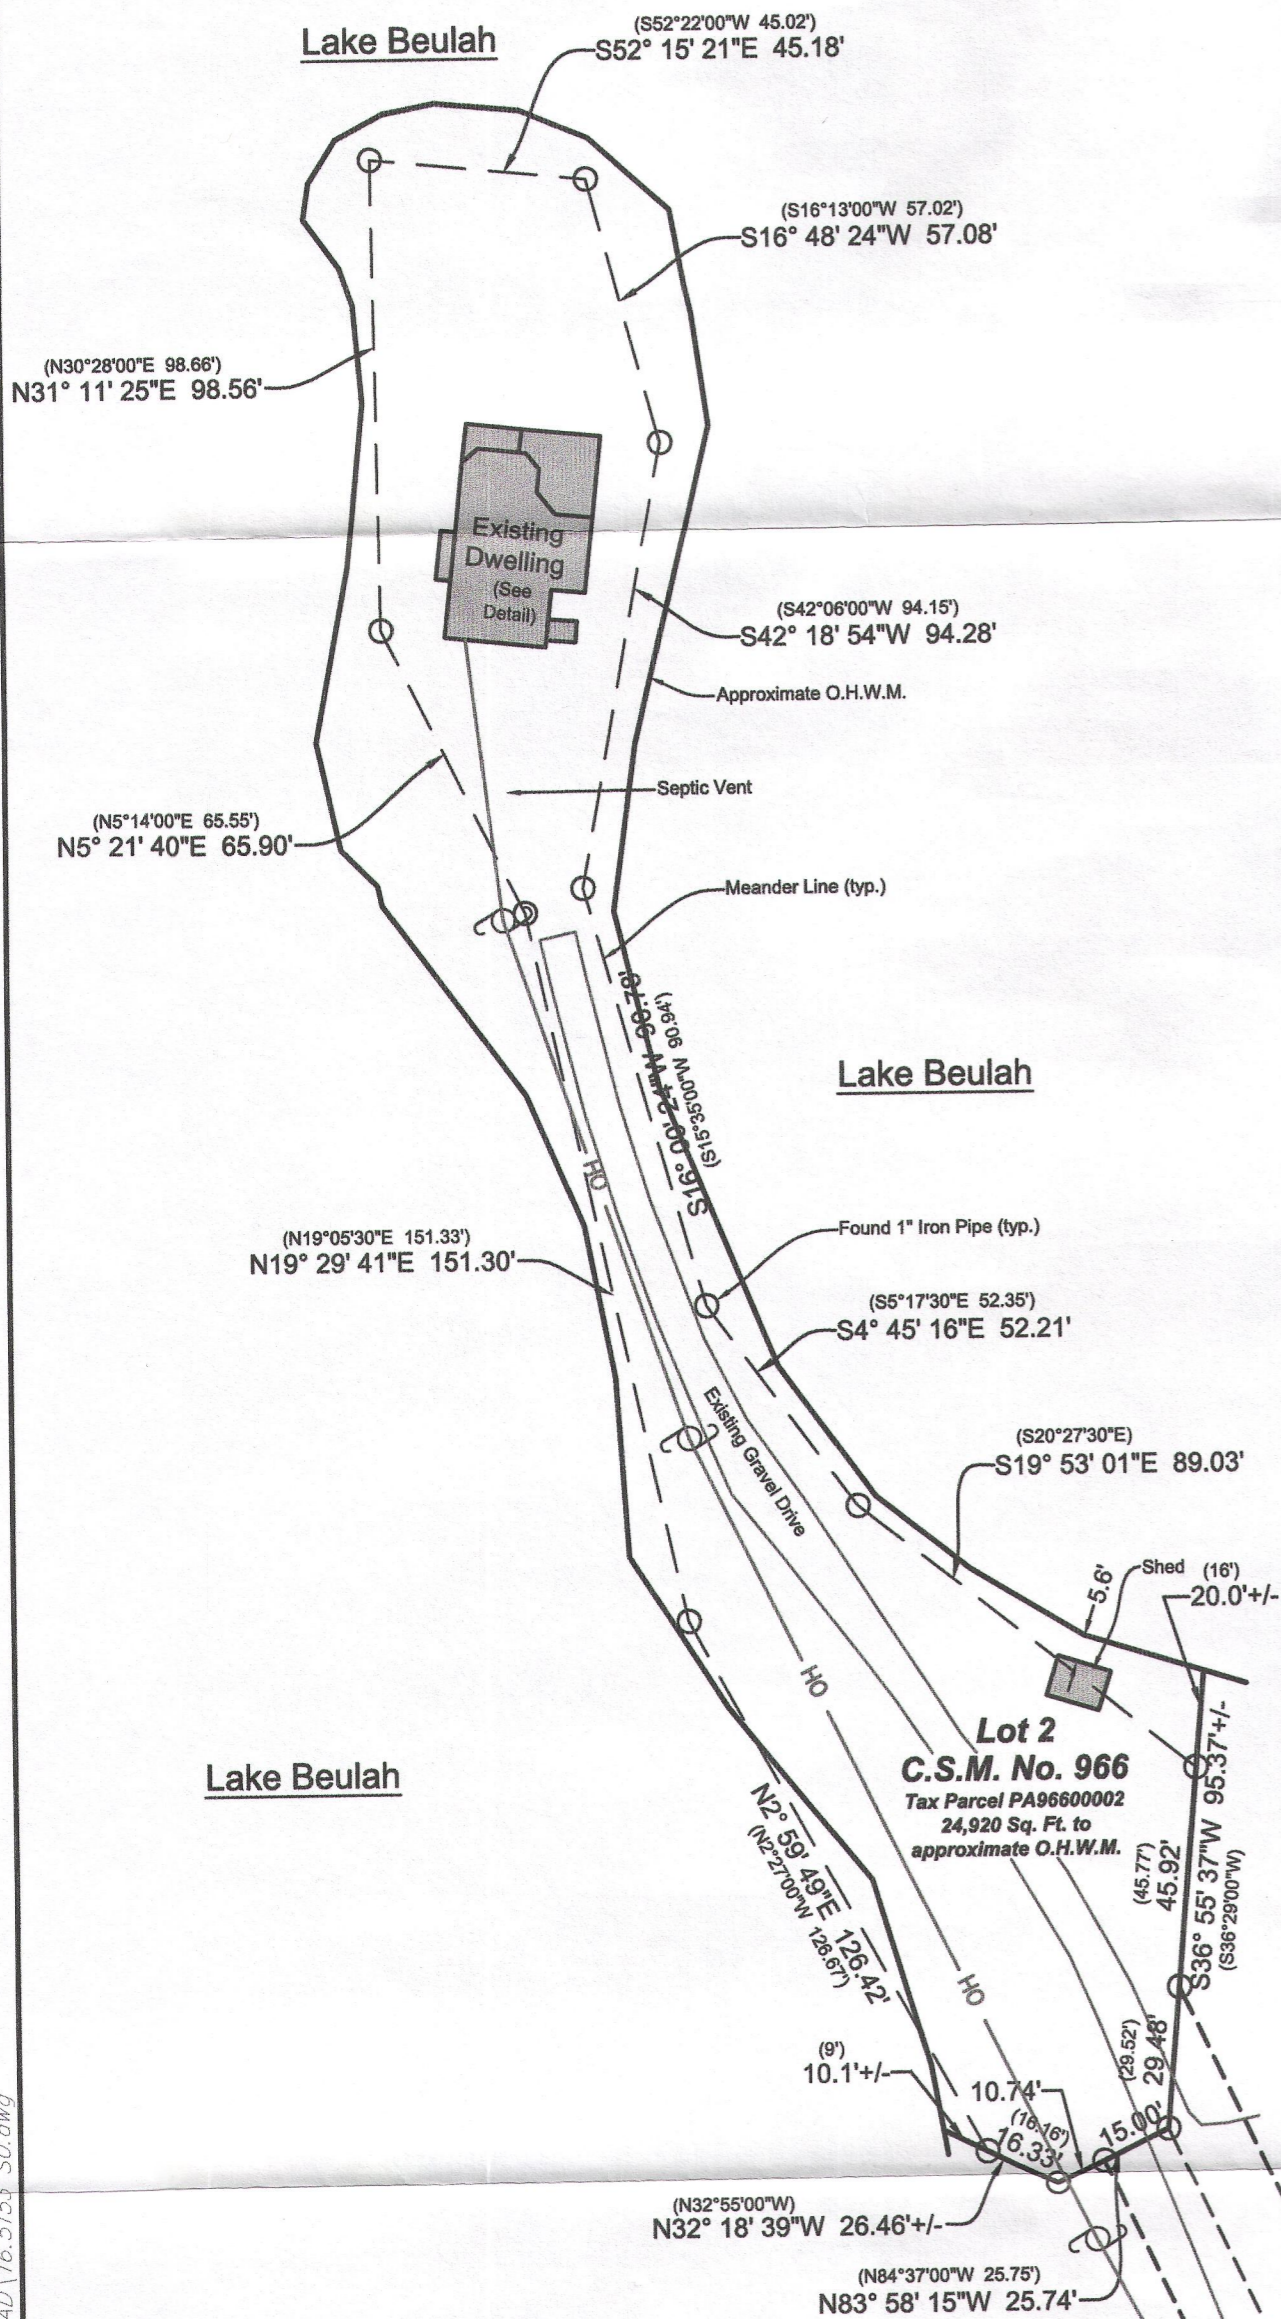 Lake Beulah
(S52°22'00"W 45.02')
S52° 15' 21"E 45.18'
(S16°13'00"W 57.02')
S16° 48' 24"W 57.08'
(N30°28'00"E 98.66')
N31° 11' 25"E 98.56'
Existing
Dwelling
(See
Detail)
(S42°06'00"W 94.15')
S42° 18' 54"W 94.28'
Approximate O.H.W.M.
Septic Vent
(N5°14'00"E 65.55')
N5° 21' 40"E 65.90'
Meander Line (typ.)
S16° 00' 24"W 90.78'
(S15°35'00"W 90.94')
Lake Beulah
HO
Found 1" Iron Pipe (typ.)
(N19°05'30"E 151.33')
N19° 29' 41"E 151.30'
(S5°17'30"E 52.35')
S4° 45' 16"E 52.21'
Existing Gravel Drive
(S20°27'30"E)
S19° 53' 01"E 89.03'
5.6'
Shed
(16')
20.0'+/-
HO
Lot 2
C.S.M. No. 966
Tax Parcel PA96600002
24,920 Sq. Ft. to
approximate O.H.W.M.
Lake Beulah
N2° 59' 49"E 126.42'
(N2°27'00"W 126.67')
(45.77')
45.92'
S36° 55' 37"W 95.37'+/-
(S36°29'00"W)
HO
(9')
10.1'+/-
10.74'
(29.52')
29.48'
(16.16')
16.33'
15.00'
(N32°55'00"W)
N32° 18' 39"W 26.46'+/-
(N84°37'00"W 25.75')
N83° 58' 15"W 25.74'